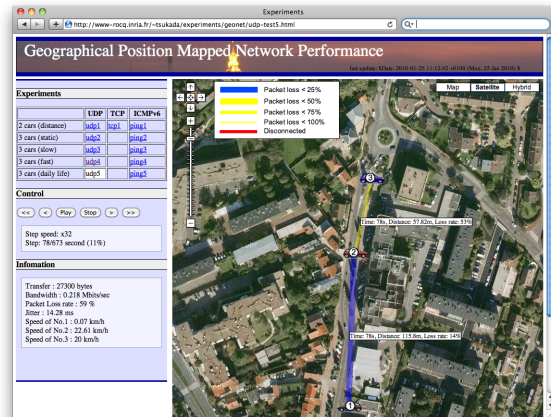 Experiments
http://www-rocq.inria.fr/~tsukada/experiments/geonet/udp-test5.html
Geographical Position Mapped Network Performance
last update: $Date: 2010-01-25 11:12:42 +0100 (Mon, 25 Jan 2010) $
Experiments
UDP TCP ICMPv6
2 cars (distance) udp1 tcp1 ping1
3 cars (static) udp2 ping2
3 cars (slow) udp3 ping3
3 cars (fast) udp4 ping4
3 cars (daily life) udp5 ping5
Control
<< < Play Stop > >>
Step speed: x32
Step: 78/673 second (11%)
Infomation
Transfer : 27300 bytes
Bandwidth : 0.218 Mbits/sec
Packet Loss rate : 59 %
Jitter : 14.28 ms
Speed of No.1 : 0.07 km/h
Speed of No.2 : 22.61 km/h
Speed of No.3 : 20 km/h
Packet loss < 25%
Packet loss < 50%
Packet loss < 75%
Packet loss < 100%
Disconnected
Map Satellite Hybrid
3
Time: 78s, Distance: 57.82m, Loss rate: 53%
2
Time: 78s, Distance: 115.8m, Loss rate: 14%
1